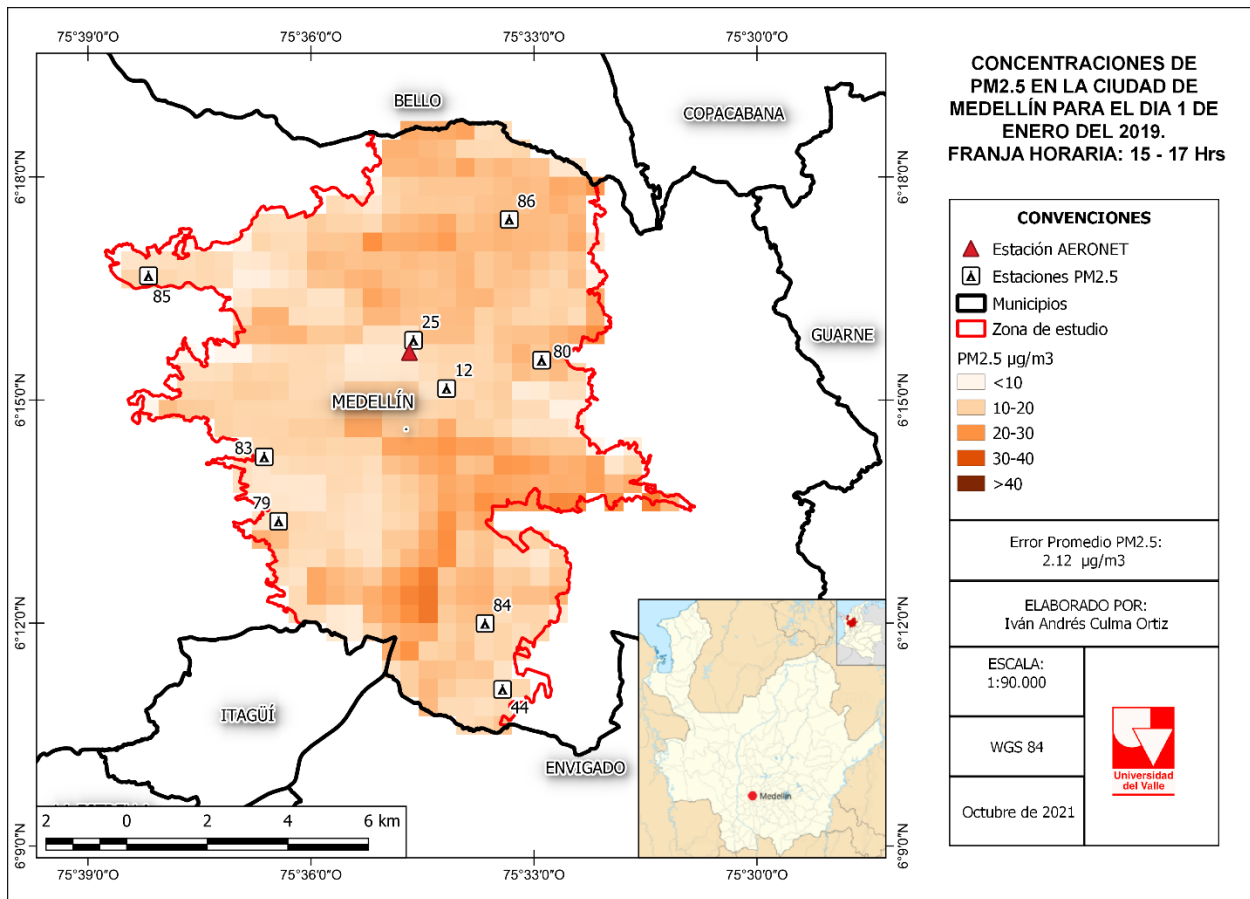 75°39'0"O
75°36'0"O
75°33'0"O
75°30'0"O
BELLO
COPACABANA
6°18'0"N
6°18'0"N
86
85
25
80
GUARNE
12
6°15'0"N
6°15'0"N
MEDELLÍN
83
79
84
6°12'0"N
6°12'0"N
44
ITAGÜÍ
ENVIGADO
Medellín
2 0 2 4 6 km
6°9'0"N
6°9'0"N
75°39'0"O
75°36'0"O
75°33'0"O
75°30'0"O
CONCENTRACIONES DE
PM2.5 EN LA CIUDAD DE
MEDELLÍN PARA EL DIA 1 DE
ENERO DEL 2019.
FRANJA HORARIA: 15 - 17 Hrs
CONVENCIONES
Estación AERONET
Estaciones PM2.5
Municipios
Zona de estudio
PM2.5 µg/m3
<10
10-20
20-30
30-40
>40
Error Promedio PM2.5:
2.12 µg/m3
ELABORADO POR:
Iván Andrés Culma Ortiz
ESCALA:
1:90.000
WGS 84
Octubre de 2021
Universidad
del Valle